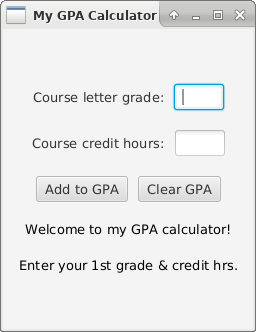 My GPA Calculator
Course letter grade:
Course credit hours:
Add to GPA Clear GPA
Welcome to my GPA calculator!
Enter your 1st grade & credit hrs.